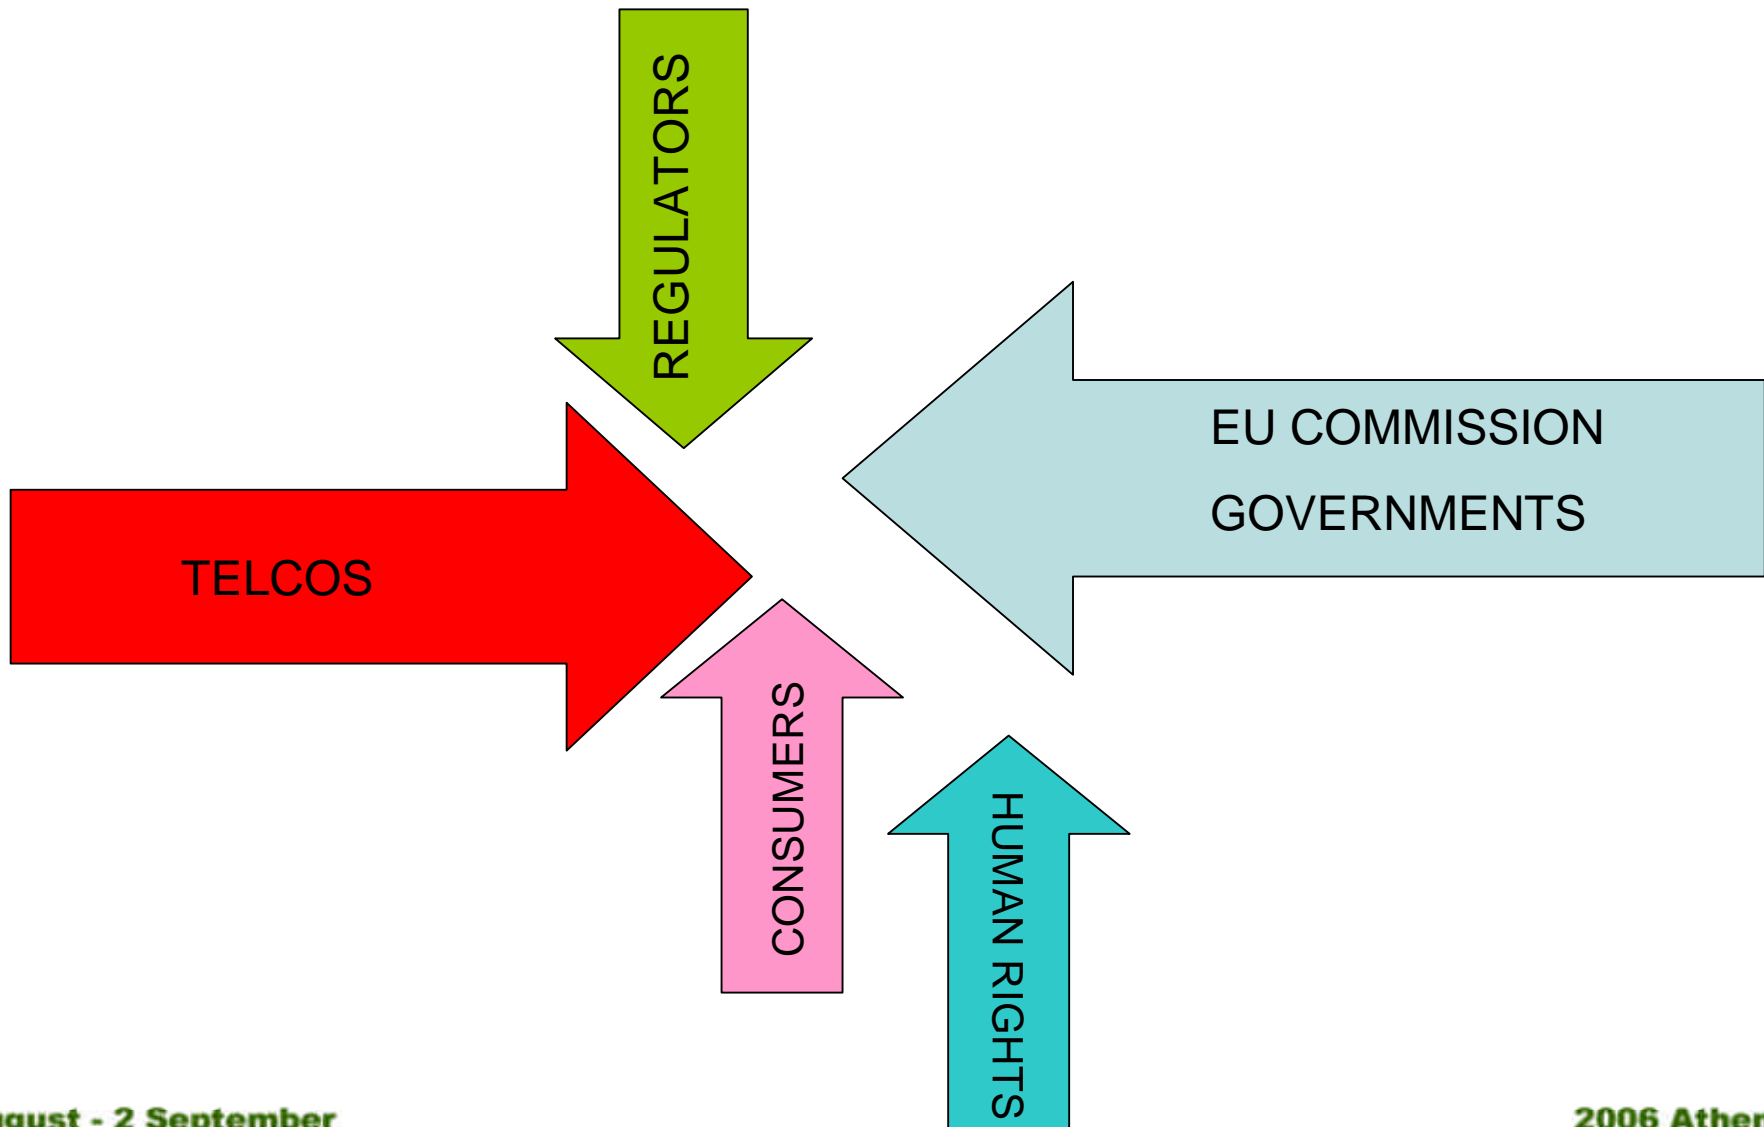 REGULATORS
EU COMMISSION
GOVERNMENTS
TELCOS
CONSUMERS
HUMAN RIGHTS
- 2 September
2006